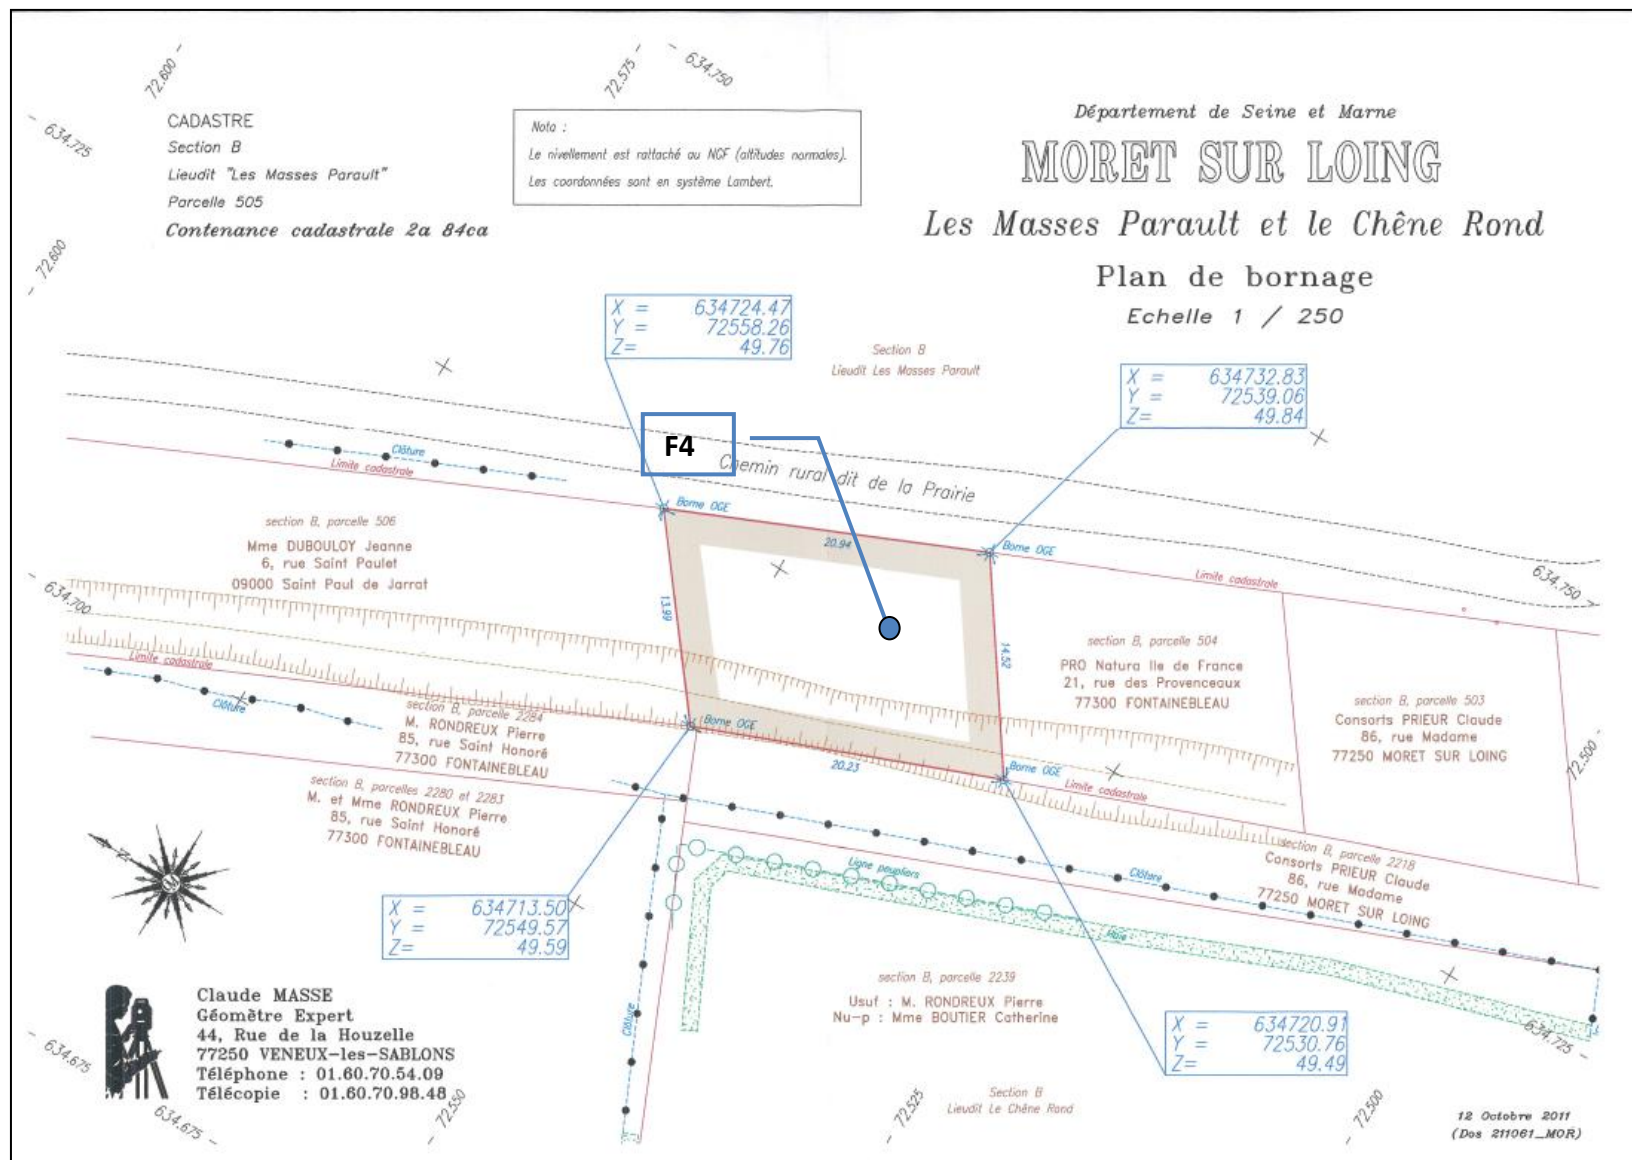 72.600
72.575
634.750
634.725
CADASTRE
Section B
Lieudit "Les Masses Parault"
Parcelle 505
Contenance cadastrale 2a 84ca
Nota :
Le nivellement est rattaché au NGF (altitudes normales).
Les coordonnées sont en système Lambert.
Département de Seine et Marne
MORET SUR LOING
Les Masses Parault et le Chêne Rond
Plan de bornage
Echelle 1 / 250
72.600
X = 634724.47
Y = 72558.26
Z= 49.76
Section B
Lieudit Les Masses Parault
X = 634732.83
Y = 72539.06
Z= 49.84
F4
Chemin rural dit de la Prairie
Clôture
Limite cadastrale
Borne OGE
20.94
Borne OGE
Limite cadastrale
634.750
section B, parcelle 506
Mme DUBOULOY Jeanne
6, rue Saint Paulet
09000 Saint Paul de Jarrat
634.700
13.99
14.52
section B, parcelle 504
PRO Natura Ile de France
21, rue des Provenceaux
77300 FONTAINEBLEAU
section B, parcelle 503
Consorts PRIEUR Claude
86, rue Madame
77250 MORET SUR LOING
72.500
Limite cadastrale
Clôture
section B, parcelle 2284
M. RONDREUX Pierre
85, rue Saint Honoré
77300 FONTAINEBLEAU
Borne OGE
20.23
Borne OGE
Limite cadastrale
section B, parcelles 2280 et 2283
M. et Mme RONDREUX Pierre
85, rue Saint Honoré
77300 FONTAINEBLEAU
section B, parcelle 2218
Consorts PRIEUR Claude
86, rue Madame
77250 MORET SUR LOING
Ligne peupliers
Clôture
Haie
N
X = 634713.50
Y = 72549.57
Z= 49.59
section B, parcelle 2239
Usuf : M. RONDREUX Pierre
Nu-p : Mme BOUTIER Catherine
Clôture
X = 634720.91
Y = 72530.76
Z= 49.49
634.725
Claude MASSE
Géomètre Expert
44, Rue de la Houzelle
77250 VENEUX-les-SABLONS
Téléphone : 01.60.70.54.09
Télécopie : 01.60.70.98.48
634.675
634.675
72.550
72.525
Section B
Lieudit Le Chêne Rond
72.500
12 Octobre 2011
(Dos 211061_MOR)